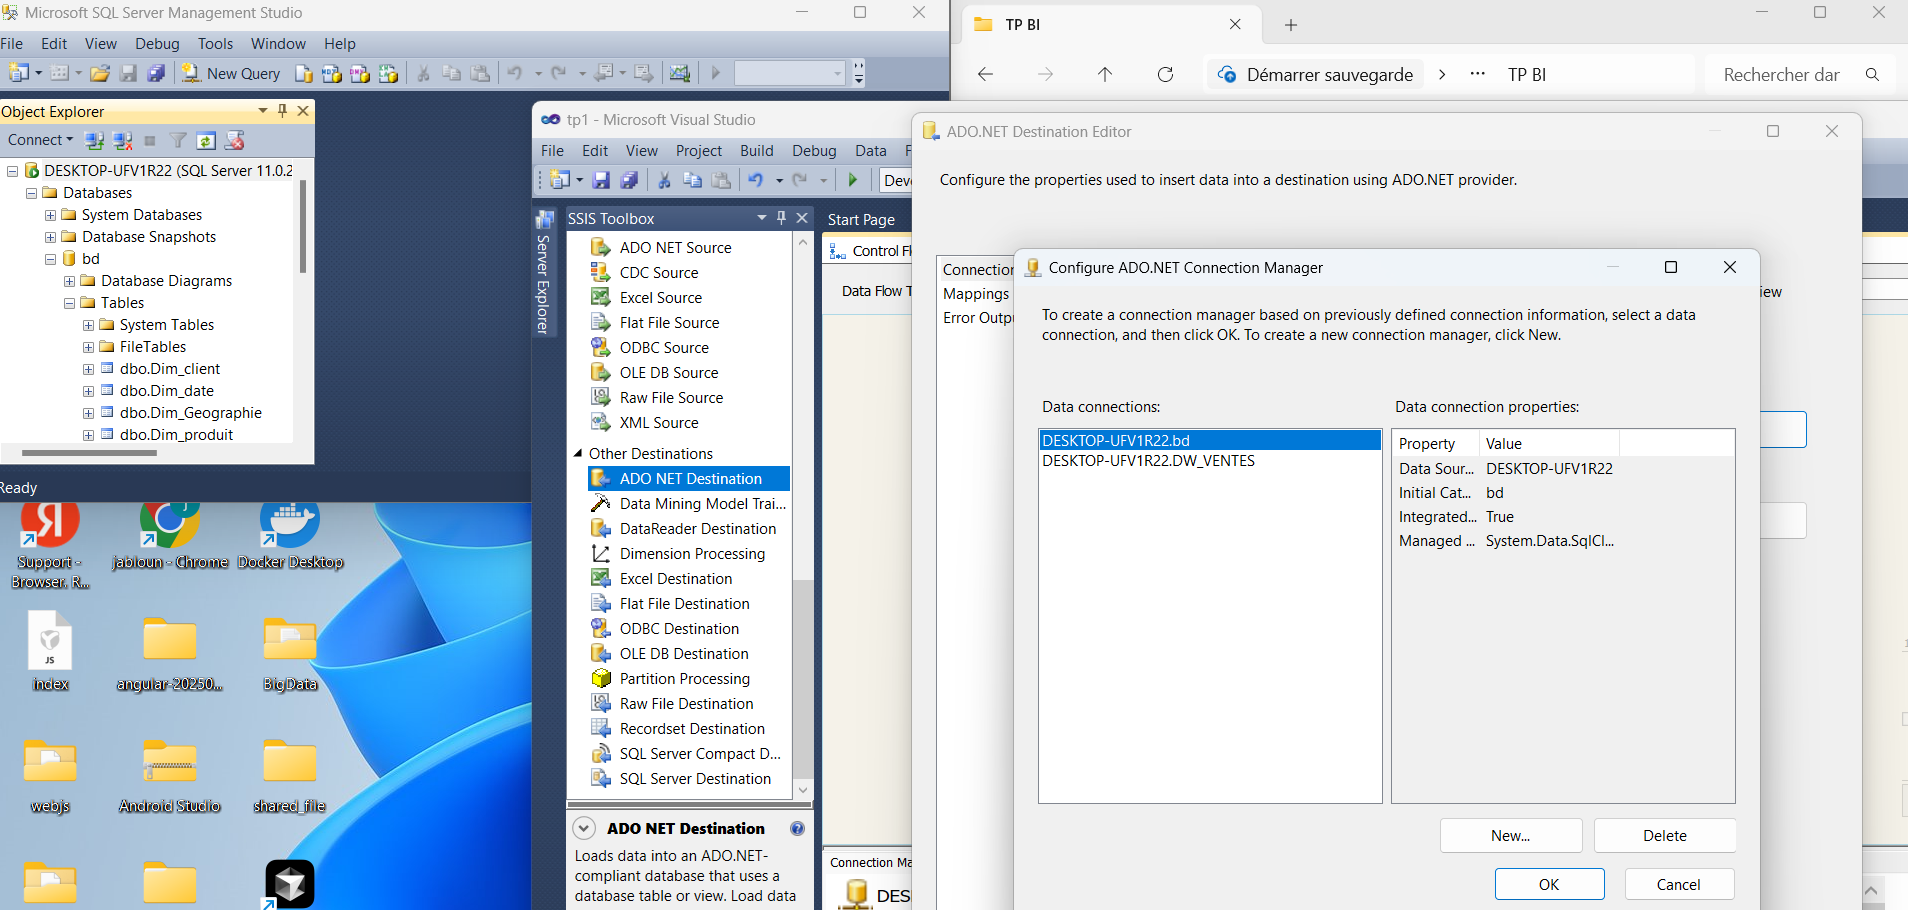 Microsoft SQL Server Management Studio
File Edit View Debug Tools Window Help
New Query
Object Explorer
Connect
DESKTOP-UFV1R22 (SQL Server 11.0.2
Databases
System Databases
Database Snapshots
bd
Database Diagrams
Tables
System Tables
FileTables
dbo.Dim_client
dbo.Dim_date
dbo.Dim_Geographie
dbo.Dim_produit
Ready
Support - Browser, R...
jabloun - Chrome
Docker Desktop
JS
index
angular-20250...
BigData
webjs
Android Studio
shared_file
TP BI
Démarrer sauvegarde
TP BI
Rechercher dar
tp1 - Microsoft Visual Studio
File Edit View Project Build Debug Data F
Dev
Server Explorer
SSIS Toolbox
ADO NET Source
CDC Source
Excel Source
Flat File Source
ODBC Source
OLE DB Source
Raw File Source
XML Source
Other Destinations
ADO NET Destination
Data Mining Model Trai...
DataReader Destination
Dimension Processing
Excel Destination
Flat File Destination
ODBC Destination
OLE DB Destination
Partition Processing
Raw File Destination
Recordset Destination
SQL Server Compact D...
SQL Server Destination
ADO NET Destination
Loads data into an ADO.NET-
compliant database that uses a
database table or view. Load data
Start Page
Control Fl
Data Flow T
Connection Ma
DES
ADO.NET Destination Editor
Configure the properties used to insert data into a destination using ADO.NET provider.
Connection
Mappings
Error Outpu
iew
Configure ADO.NET Connection Manager
To create a connection manager based on previously defined connection information, select a data
connection, and then click OK. To create a new connection manager, click New.
Data connections:
DESKTOP-UFV1R22.bd
DESKTOP-UFV1R22.DW_VENTES
Data connection properties:
Property Value
Data Sour... DESKTOP-UFV1R22
Initial Cat... bd
Integrated... True
Managed ... System.Data.SqlCl...
New... Delete
OK Cancel